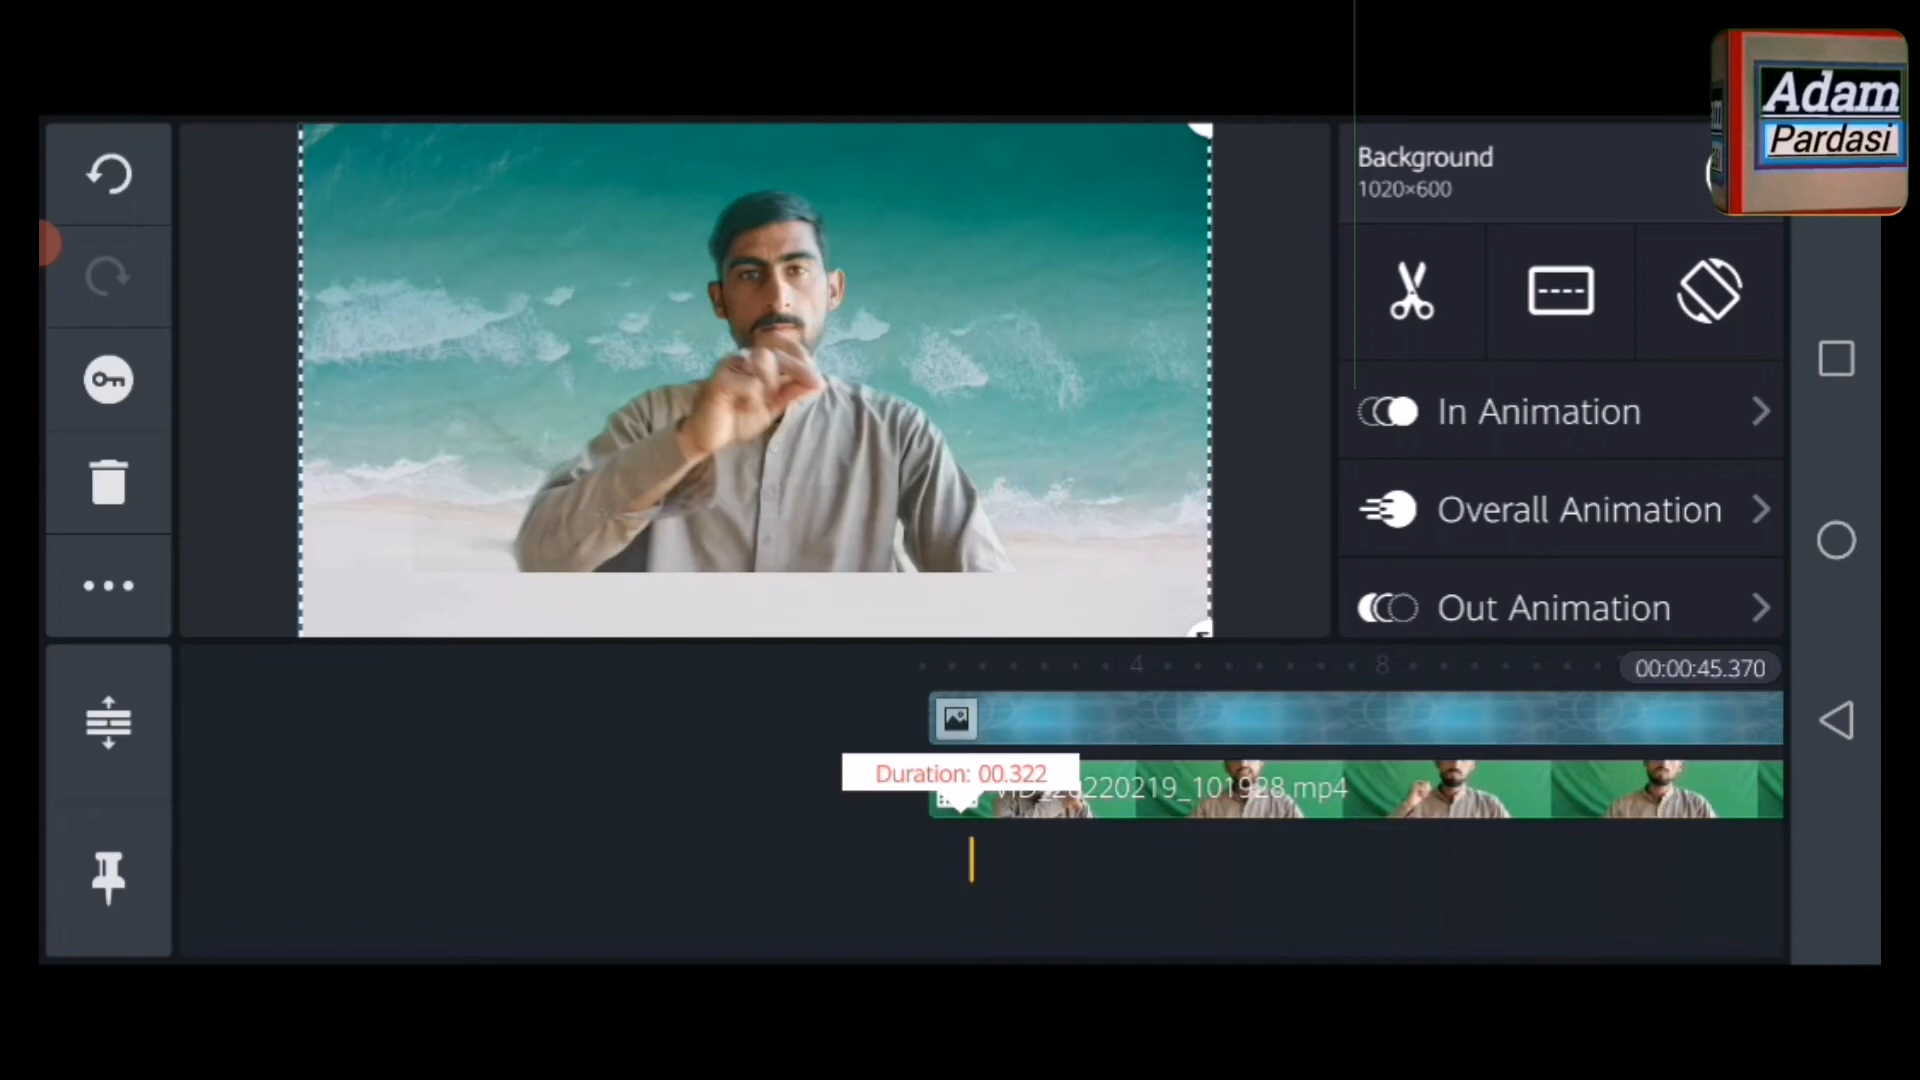 Adam
Pardasi
Background
1020×600
In Animation
Overall Animation
Out Animation
4
8
00:00:45.370
Duration: 00.322
VID_20220219_101928.mp4